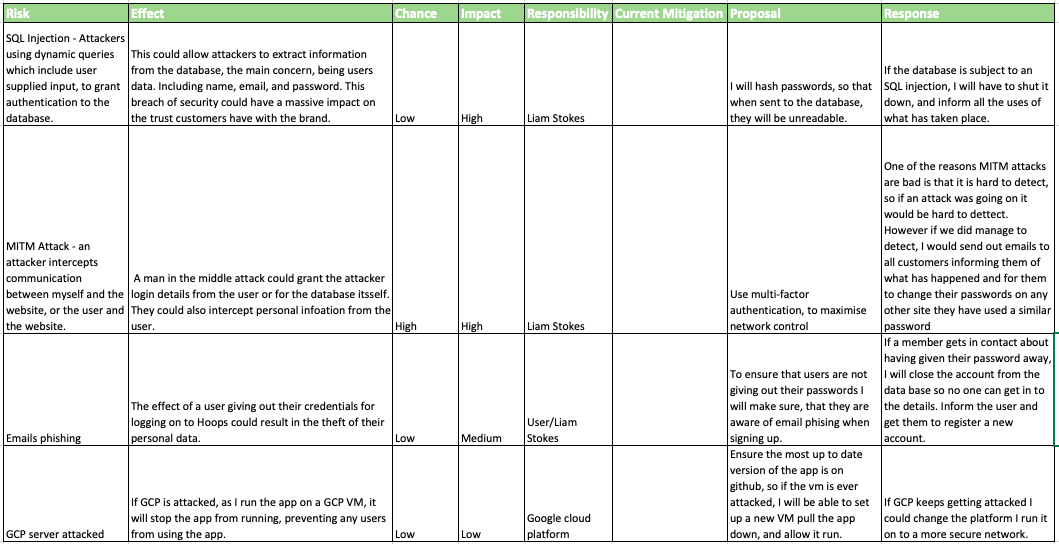 Risk Effect Chance Impact Responsibility Current Mitigation Proposal Response
SQL Injection - Attackers
using dynamic queries
which include user
supplied input, to grant
authentication to the
database.
This could allow attackers to extract information
from the database, the main concern, being users
data. Including name, email, and password. This
breach of security could have a massive impact on
the trust customers have with the brand.
Low
High
Liam Stokes
I will hash passwords, so that
when sent to the database,
they will be unreadable.
If the database is subject to an
SQL injection, I will have to shut it
down, and inform all the uses of
what has taken place.
MITM Attack - an
attacker intercepts
communication
between myself and the
website, or the user and
the website.
A man in the middle attack could grant the attacker
login details from the user or for the database itsself.
They could also intercept personal infoation from the
user.
High
High
Liam Stokes
Use multi-factor
authentication, to maximise
network control
One of the reasons MITM attacks
are bad is that it is hard to detect,
so if an attack was going on it
would be hard to dettect.
However if we did manage to
detect, I would send out emails to
all customers informing them of
what has happened and for them
to change their passwords on any
other site they have used a similar
password
Emails phishing
The effect of a user giving out their credentials for
logging on to Hoops could result in the theft of their
personal data.
Low
Medium
User/Liam
Stokes
To ensure that users are not
giving out their passwords I
will make sure, that they are
aware of email phising when
signing up.
If a member gets in contact about
having given their password away,
I will close the account from the
data base so no one can get in to
the details. Inform the user and
get them to register a new
account.
GCP server attacked
If GCP is attacked, as I run the app on a GCP VM, it
will stop the app from running, preventing any users
from using the app.
Low
Low
Google cloud
platform
Ensure the most up to date
version of the app is on
github, so if the vm is ever
attacked, I will be able to set
up a new VM pull the app
down, and allow it run.
If GCP keeps getting attacked I
could change the platform I run it
on to a more secure network.